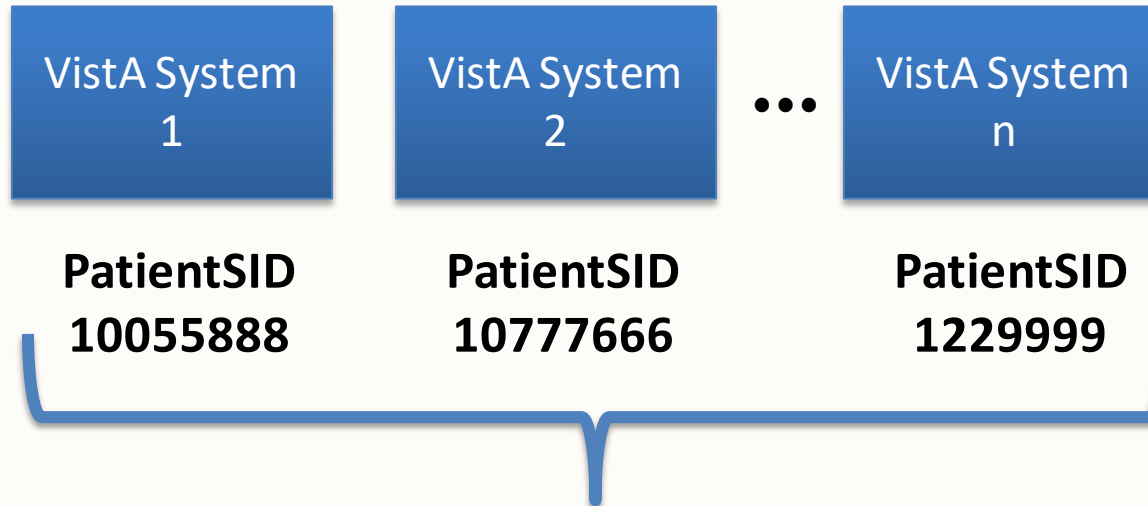 VistA System
1
VistA System
2
•••
VistA System
n
PatientSID
10055888
PatientSID
10777666
PatientSID
1229999